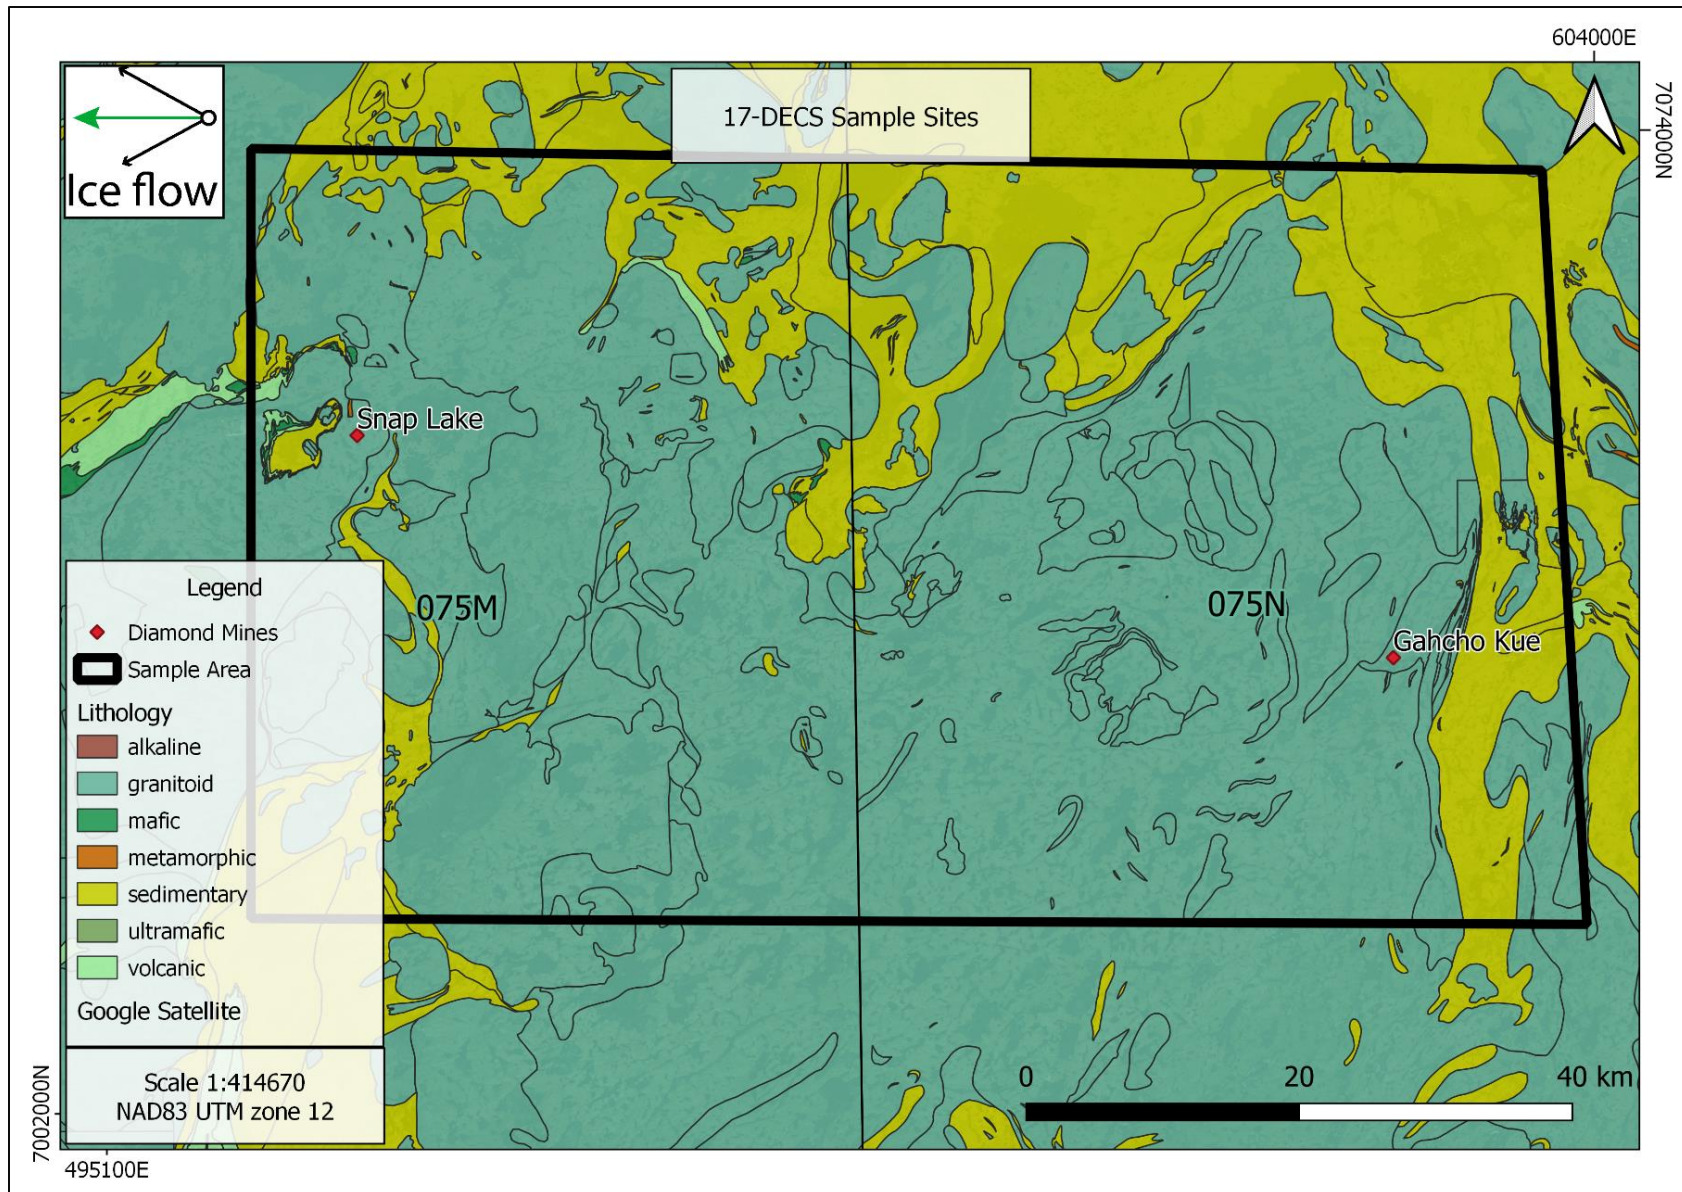 604000E
7074000N
17-DECS Sample Sites
Ice flow
Snap Lake
075M
075N
Gahcho Kue
Legend
Diamond Mines
Sample Area
Lithology
alkaline
granitoid
mafic
metamorphic
sedimentary
ultramafic
volcanic
Google Satellite
Scale 1:414670
NAD83 UTM zone 12
0 20 40 km
7002000N
495100E